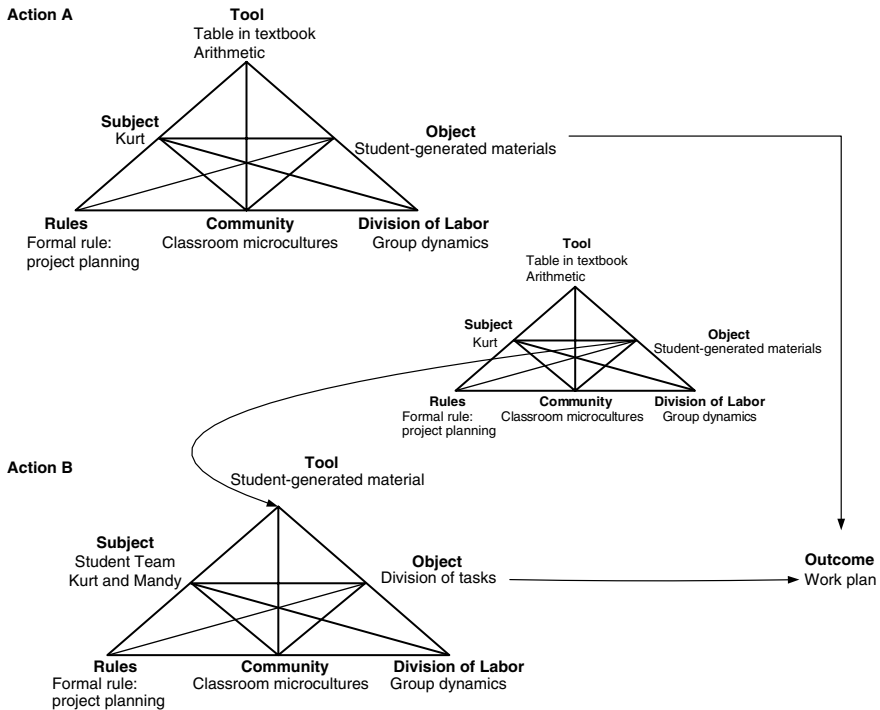 Action A
Tool
Table in textbook
Arithmetic
Subject
Kurt
Object
Student-generated materials
Rules
Formal rule:
project planning
Community
Classroom microcultures
Division of Labor
Group dynamics
Tool
Table in textbook
Arithmetic
Subject
Kurt
Object
Student-generated materials
Rules
Formal rule:
project planning
Community
Classroom microcultures
Division of Labor
Group dynamics
Action B
Tool
Student-generated material
Subject
Student Team
Kurt and Mandy
Object
Division of tasks
Outcome
Work plan
Rules
Formal rule:
project planning
Community
Classroom microcultures
Division of Labor
Group dynamics